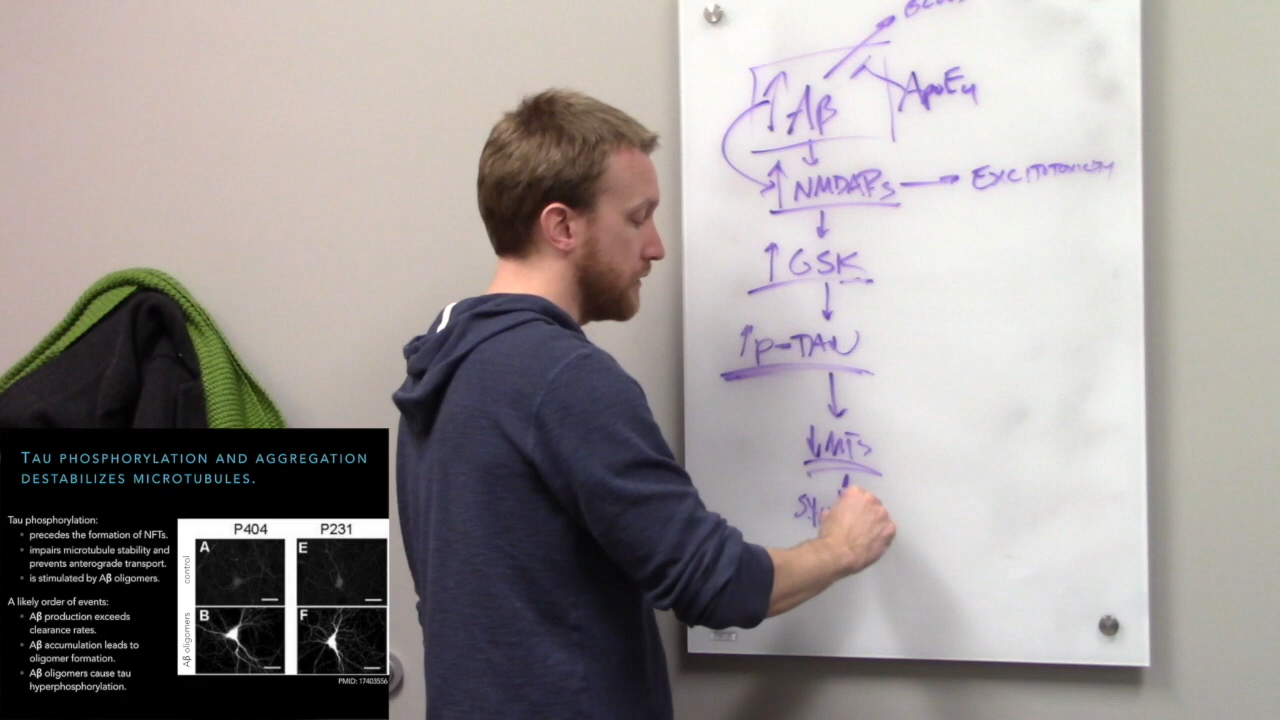 ↑ Aβ
ApoE4
↑ NMDARs → EXCITOTOXICITY
↑ GSK
↑ p-TAU
↓ MTs
TAU PHOSPHORYLATION AND AGGREGATION
DESTABILIZES MICROTUBULES.
Tau phosphorylation:
precedes the formation of NFTs.
impairs microtubule stability and
prevents anterograde transport.
is stimulated by Aβ oligomers.
A likely order of events:
Aβ production exceeds
clearance rates.
Aβ accumulation leads to
oligomer formation.
Aβ oligomers cause tau
hyperphosphorylation.
P404 P231
control
A E
Aβ oligomers
B F
PMID: 17403556